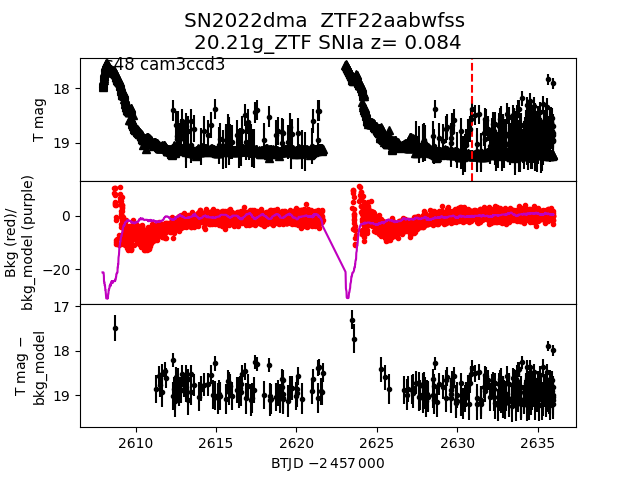 SN2022dma ZTF22aabwfss
20.21g_ZTF SNIa z= 0.084
s48 cam3ccd3
T mag
18
19
Bkg (red)/
bkg_model (purple)
0
−20
T mag −
bkg_model
17
18
19
2610 2615 2620 2625 2630 2635
BTJD −2 457 000